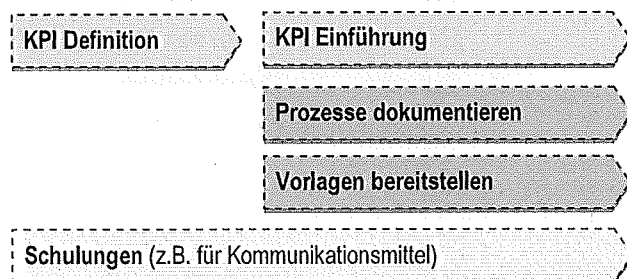 KPI Definition
KPI Einführung
Prozesse dokumentieren
Vorlagen bereitstellen
Schulungen (z.B. für Kommunikationsmittel)